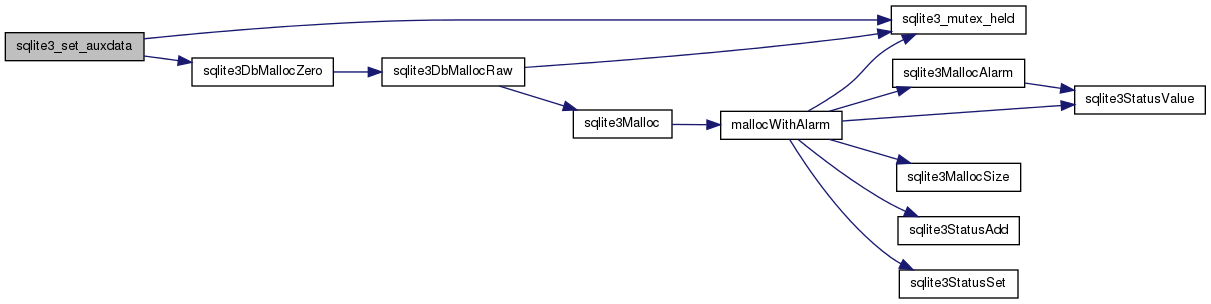 sqlite3_set_auxdata
sqlite3DbMallocZero
sqlite3DbMallocRaw
sqlite3Malloc
mallocWithAlarm
sqlite3_mutex_held
sqlite3MallocAlarm
sqlite3StatusValue
sqlite3MallocSize
sqlite3StatusAdd
sqlite3StatusSet